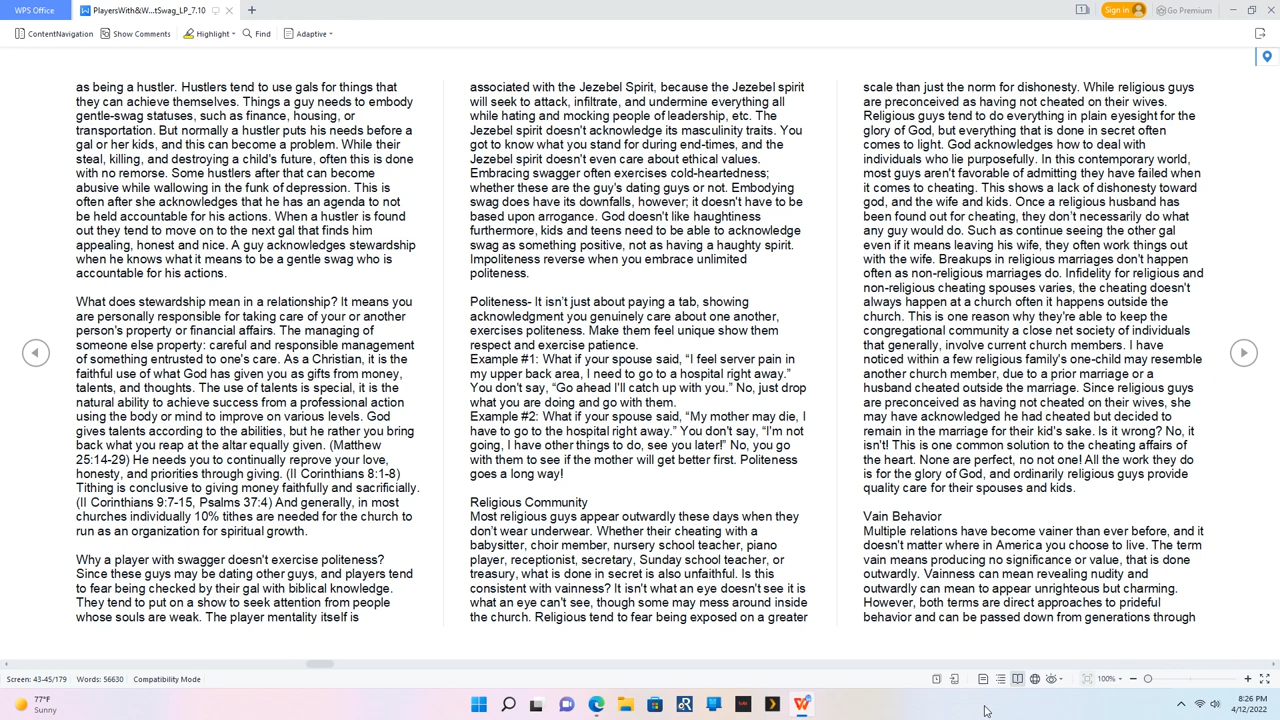 WPS Office
PlayersWith&W...tSwag_LP_7.10
1
Sign in
Go Premium
ContentNavigation
Show Comments
Highlight
Find
Adaptive
as being a hustler. Hustlers tend to use gals for things that
they can achieve themselves. Things a guy needs to embody
gentle-swag statuses, such as finance, housing, or
transportation. But normally a hustler puts his needs before a
gal or her kids, and this can become a problem. While their
steal, killing, and destroying a child's future, often this is done
with no remorse. Some hustlers after that can become
abusive while wallowing in the funk of depression. This is
often after she acknowledges that he has an agenda to not
be held accountable for his actions. When a hustler is found
out they tend to move on to the next gal that finds him
appealing, honest and nice. A guy acknowledges stewardship
when he knows what it means to be a gentle swag who is
accountable for his actions.
What does stewardship mean in a relationship? It means you
are personally responsible for taking care of your or another
person's property or financial affairs. The managing of
someone else property: careful and responsible management
of something entrusted to one's care. As a Christian, it is the
faithful use of what God has given you as gifts from money,
talents, and thoughts. The use of talents is special, it is the
natural ability to achieve success from a professional action
using the body or mind to improve on various levels. God
gives talents according to the abilities, but he rather you bring
back what you reap at the altar equally given. (Matthew
25:14-29) He needs you to continually reprove your love,
honesty, and priorities through giving. (II Corinthians 8:1-8)
Tithing is conclusive to giving money faithfully and sacrificially.
(II Corinthians 9:7-15, Psalms 37:4) And generally, in most
churches individually 10% tithes are needed for the church to
run as an organization for spiritual growth.
Why a player with swagger doesn't exercise politeness?
Since these guys may be dating other guys, and players tend
to fear being checked by their gal with biblical knowledge.
They tend to put on a show to seek attention from people
whose souls are weak. The player mentality itself is
associated with the Jezebel Spirit, because the Jezebel spirit
will seek to attack, infiltrate, and undermine everything all
while hating and mocking people of leadership, etc. The
Jezebel spirit doesn't acknowledge its masculinity traits. You
got to know what you stand for during end-times, and the
Jezebel spirit doesn't even care about ethical values.
Embracing swagger often exercises cold-heartedness;
whether these are the guy's dating guys or not. Embodying
swag does have its downfalls, however; it doesn't have to be
based upon arrogance. God doesn't like haughtiness
furthermore, kids and teens need to be able to acknowledge
swag as something positive, not as having a haughty spirit.
Impoliteness reverse when you embrace unlimited
politeness.
Politeness- It isn't just about paying a tab, showing
acknowledgment you genuinely care about one another,
exercises politeness. Make them feel unique show them
respect and exercise patience.
Example #1: What if your spouse said, “I feel server pain in
my upper back area, I need to go to a hospital right away.”
You don't say, “Go ahead I'll catch up with you.” No, just drop
what you are doing and go with them.
Example #2: What if your spouse said, “My mother may die, I
have to go to the hospital right away.” You don't say, “I'm not
going, I have other things to do, see you later!” No, you go
with them to see if the mother will get better first. Politeness
goes a long way!
Religious Community
Most religious guys appear outwardly these days when they
don't wear underwear. Whether their cheating with a
babysitter, choir member, nursery school teacher, piano
player, receptionist, secretary, Sunday school teacher, or
treasury, what is done in secret is also unfaithful. Is this
consistent with vainness? It isn't what an eye doesn't see it is
what an eye can't see, though some may mess around inside
the church. Religious tend to fear being exposed on a greater
scale than just the norm for dishonesty. While religious guys
are preconceived as having not cheated on their wives.
Religious guys tend to do everything in plain eyesight for the
glory of God, but everything that is done in secret often
comes to light. God acknowledges how to deal with
individuals who lie purposefully. In this contemporary world,
most guys aren't favorable of admitting they have failed when
it comes to cheating. This shows a lack of dishonesty toward
god, and the wife and kids. Once a religious husband has
been found out for cheating, they don't necessarily do what
any guy would do. Such as continue seeing the other gal
even if it means leaving his wife, they often work things out
with the wife. Breakups in religious marriages don't happen
often as non-religious marriages do. Infidelity for religious and
non-religious cheating spouses varies, the cheating doesn't
always happen at a church often it happens outside the
church. This is one reason why they're able to keep the
congregational community a close net society of individuals
that generally, involve current church members. I have
noticed within a few religious family's one-child may resemble
another church member, due to a prior marriage or a
husband cheated outside the marriage. Since religious guys
are preconceived as having not cheated on their wives, she
may have acknowledged he had cheated but decided to
remain in the marriage for their kid's sake. Is it wrong? No, it
isn't! This is one common solution to the cheating affairs of
the heart. None are perfect, no not one! All the work they do
is for the glory of God, and ordinarily religious guys provide
quality care for their spouses and kids.
Vain Behavior
Multiple relations have become vainer than ever before, and it
doesn't matter where in America you choose to live. The term
vain means producing no significance or value, that is done
outwardly. Vainness can mean revealing nudity and
outwardly can mean to appear unrighteous but charming.
However, both terms are direct approaches to prideful
behavior and can be passed down from generations through
Screen: 43-45/179
Words: 56630
Compatibility Mode
100%
77°F
Sunny
8:26 PM
4/12/2022